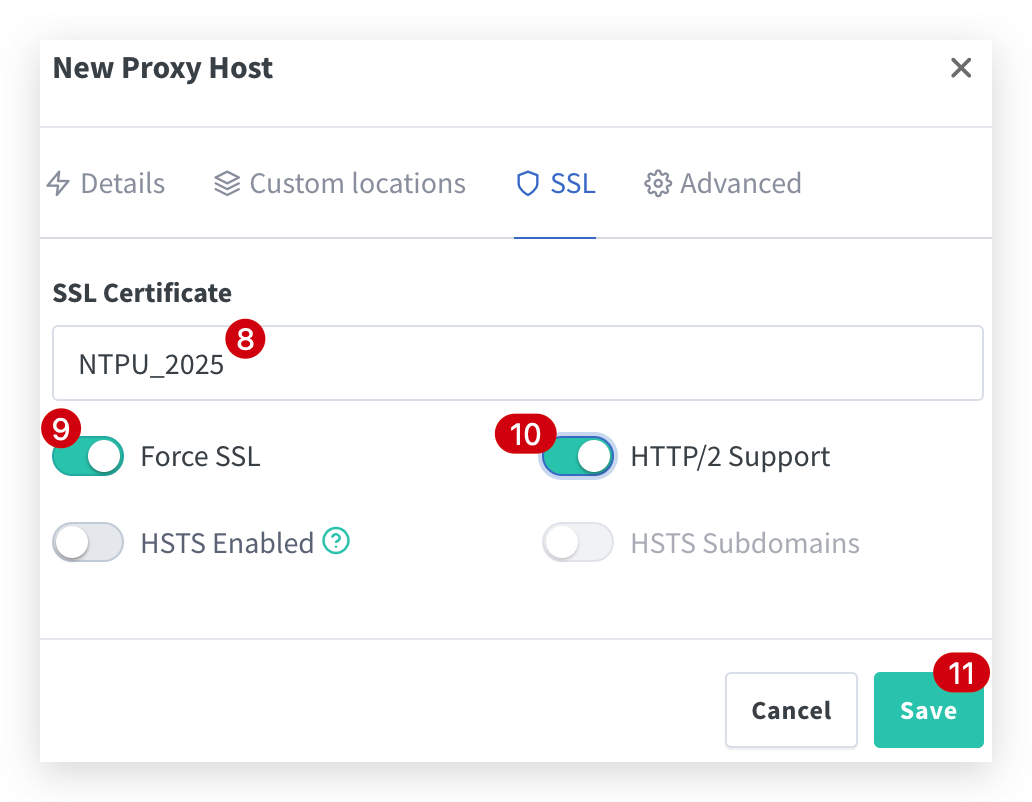 New Proxy Host
Details Custom locations SSL Advanced
SSL Certificate
8
NTPU_2025
9 Force SSL 10 HTTP/2 Support
HSTS Enabled ? HSTS Subdomains
11
Cancel Save